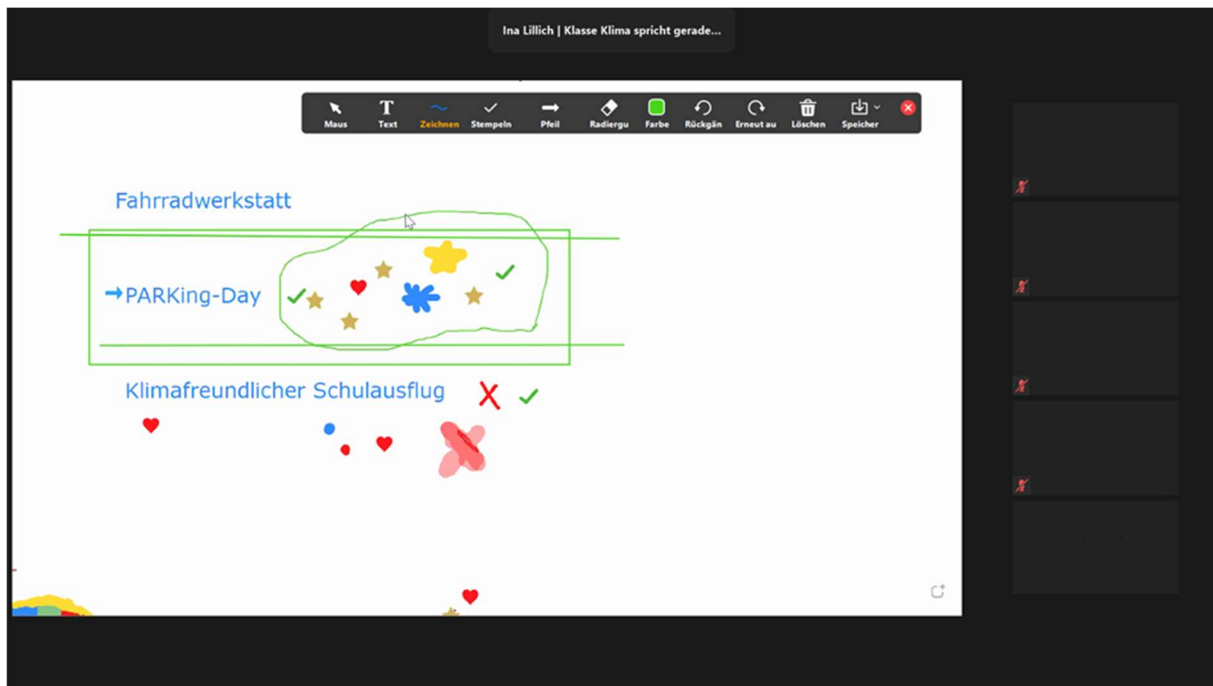 Ina Lillich | Klasse Klima spricht gerade...
Maus Text Zeichnen Stempeln Pfeil Radiergu Farbe Rückgän Erneut au Löschen Speicher
Fahrradwerkstatt
PARKing-Day
Klimafreundlicher Schulausflug